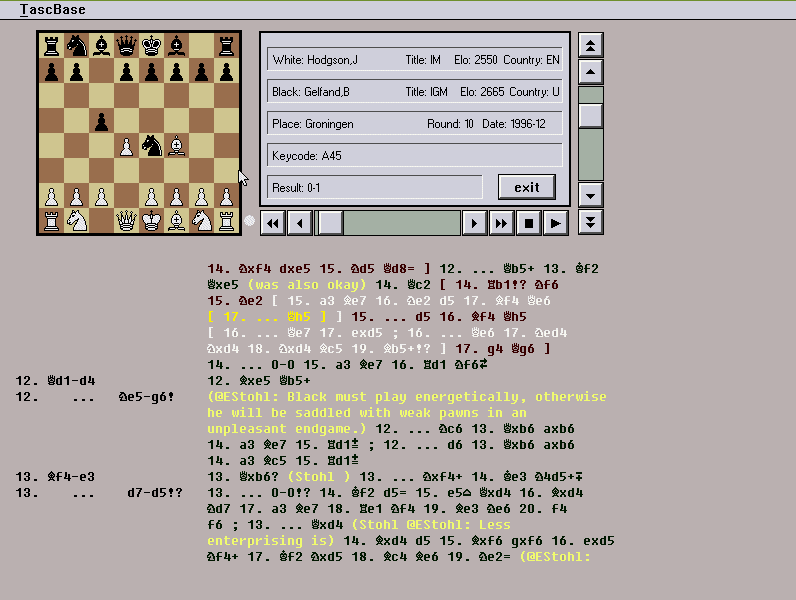 TascBase
White: Hodgson,J Title: IM Elo: 2550 Country: EN
Black: Gelfand,B Title: IGM Elo: 2665 Country: U
Place: Groningen Round: 10 Date: 1996-12
Keycode: A45
Result: 0-1 exit
14. ♘xf4 dxe5 15. ♘d5 ♕d8= ] 12. ... ♕b5+ 13. ♔f2
♕xe5 (was also okay) 14. ♕c2 [ 14. ♖b1!? ♘f6
15. ♘e2 [ 15. a3 ♗e7 16. ♘e2 d5 17. ♗f4 ♕e6
[ 17. ... ♕h5 ] ] 15. ... d5 16. ♗f4 ♕h5
[ 16. ... ♕e7 17. exd5 ; 16. ... ♕e6 17. ♘ed4
♘xd4 18. ♘xd4 ♗c5 19. ♗b5+!? ] 17. g4 ♕g6 ]
14. ... 0-0 15. a3 ♗e7 16. ♖d1 ♘f6⇄
12. ♕d1-d4 12. ♗xe5 ♕b5+
12. ... ♘e5-g6! (@EStohl: Black must play energetically, otherwise
he will be saddled with weak pawns in an
unpleasant endgame.) 12. ... ♘c6 13. ♕xb6 axb6
14. a3 ♗e7 15. ♖d1⩲ ; 12. ... d6 13. ♕xb6 axb6
14. a3 ♗c5 15. ♖d1⩲
13. ♗f4-e3 13. ♕xb6? (Stohl ) 13. ... ♘xf4+ 14. ♔e3 ♘4d5+∓
13. ... d7-d5!? 13. ... 0-0!? 14. ♔f2 d5= 15. e5⌓ ♕xd4 16. ♗xd4
♘d7 17. a3 ♗e7 18. ♖e1 ♘f4 19. ♗e3 ♘e6 20. f4
f6 ; 13. ... ♕xd4 (Stohl @EStohl: Less
enterprising is) 14. ♗xd4 d5 15. ♗xf6 gxf6 16. exd5
♘f4+ 17. ♔f2 ♘xd5 18. ♗c4 ♗e6 19. ♘e2= (@EStohl: